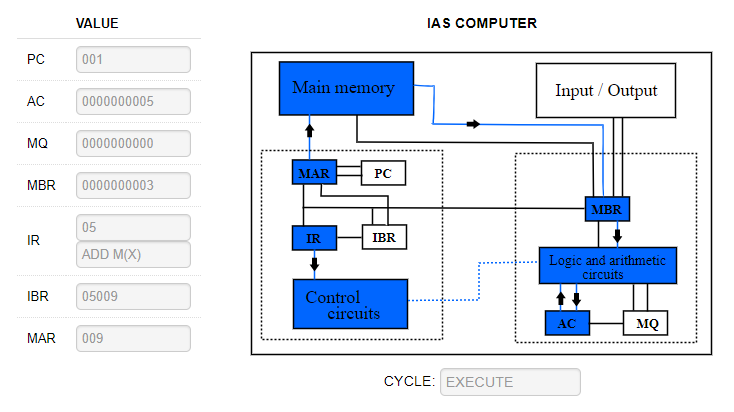 VALUE
PC 001
AC 0000000005
MQ 0000000000
MBR 0000000003
IR 05
ADD M(X)
IBR 05009
MAR 009
IAS COMPUTER
Main memory
Input / Output
MAR
PC
MBR
IR
IBR
Logic and arithmetic
circuits
Control
circuits
AC
MQ
CYCLE: EXECUTE